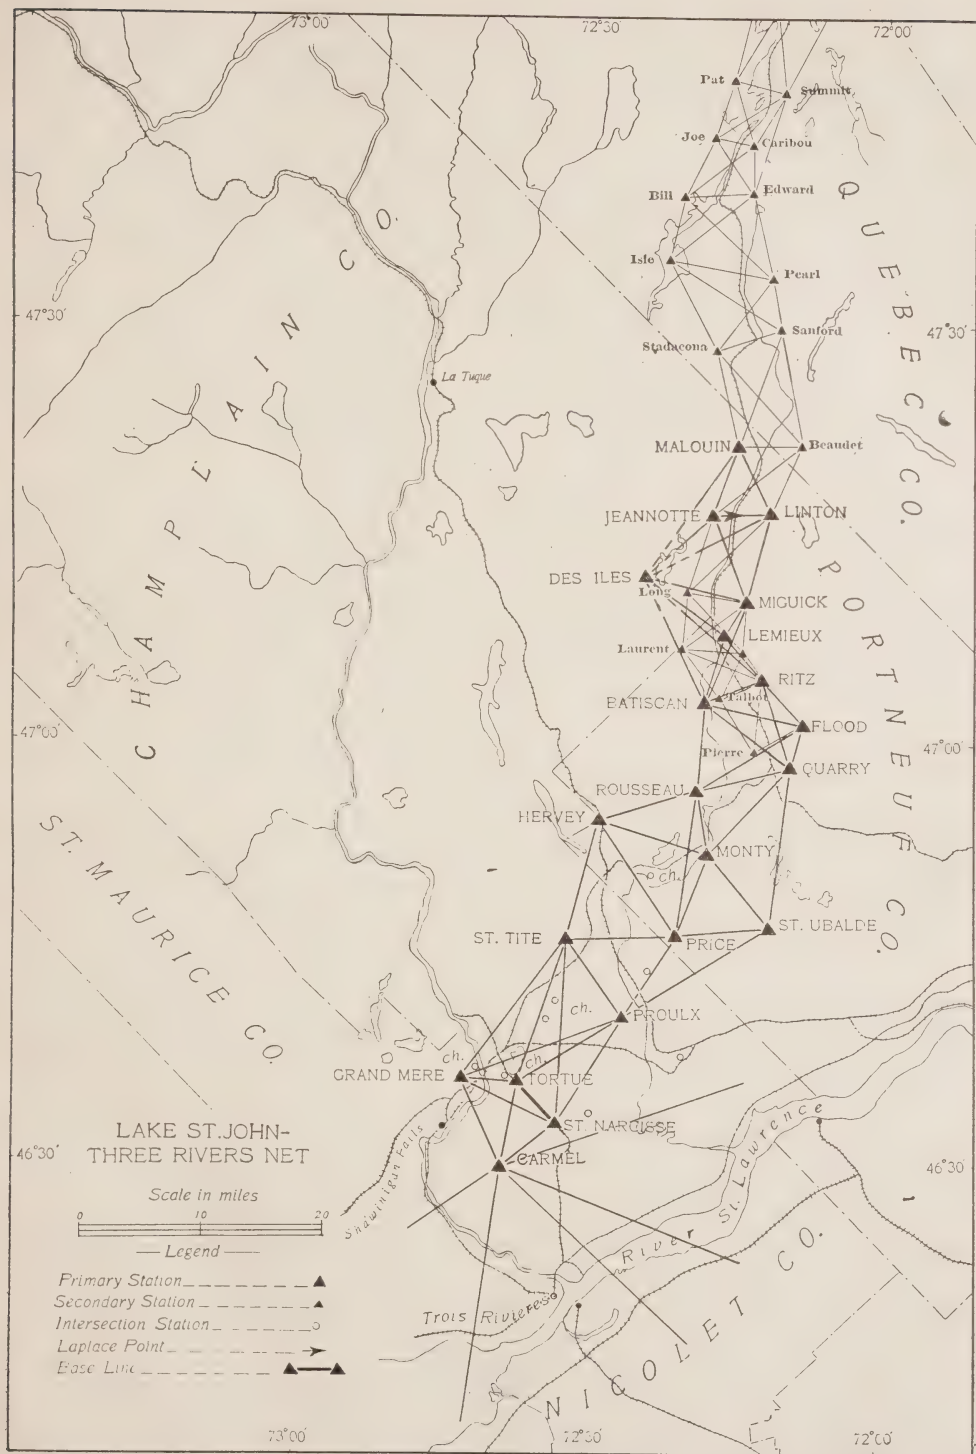 73°00'
72°30'
72°00'
Pat
Summit
Joe
Caribou
Bill
Edward
Isle
Pearl
47°30'
Sanford
47°30'
Stadacona
La Tuque
QUEBEC CO.
CHAMPLAIN CO.
MALOUIN
Beaudet
JEANNOTTE
LINTON
DES ILES
Long
MIGUICK
LEMIEUX
Laurent
RITZ
Talbot
BATISCAN
FLOOD
47°00'
Pierre
47°00'
QUARRY
PORTNEUF CO.
ROUSSEAU
HERVEY
MONTY
ch.
ST. MAURICE CO.
ST. TITE
PRICE
ST. UBALDE
ch.
PROULX
ch.
ch.
GRAND MERE
TORTUE
ST. NARCISSE
CARMEL
46°30'
46°30'
LAKE ST. JOHN-
THREE RIVERS NET
Scale in miles
0 10 20
Legend
Primary Station
Secondary Station
Intersection Station
Laplace Point
Base Line
Shawinigan Falls
River St. Lawrence
Trois Rivieres
NICOLET CO.
73°00'
72°30'
72°00'